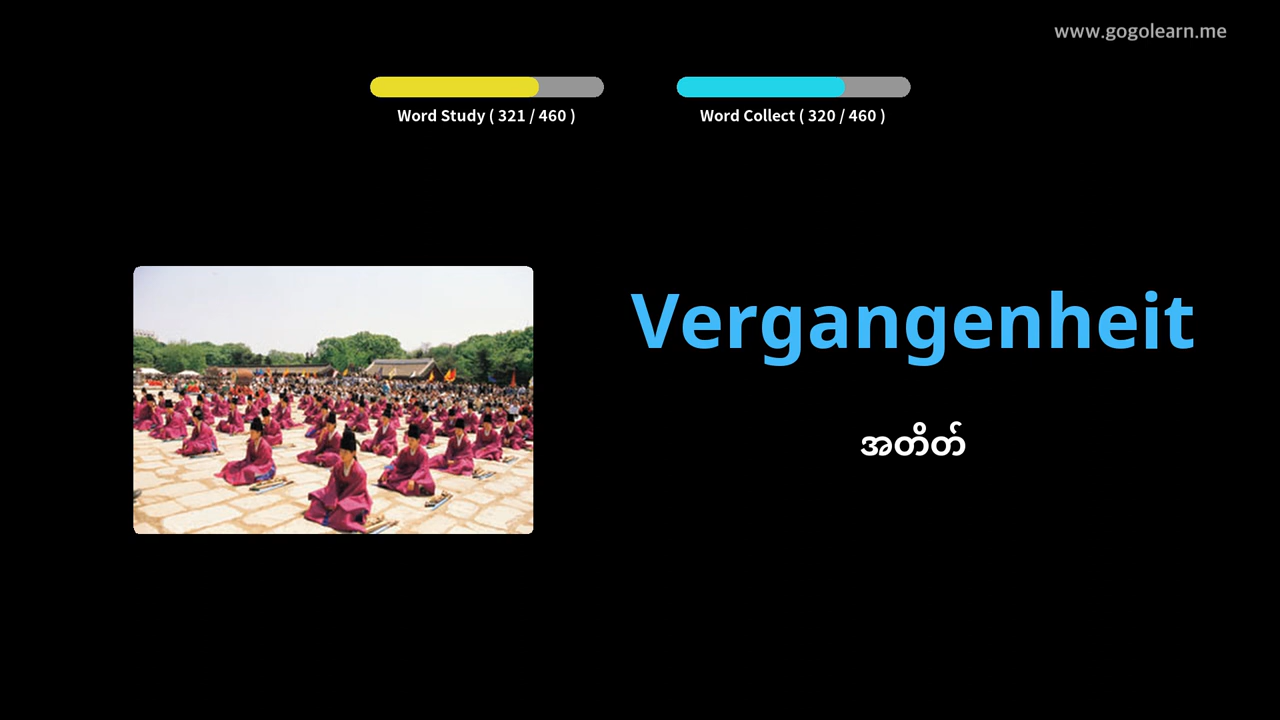 www.gogolearn.me
Word Study ( 321 / 460 )
Word Collect ( 320 / 460 )
Vergangenheit
အတိတ်